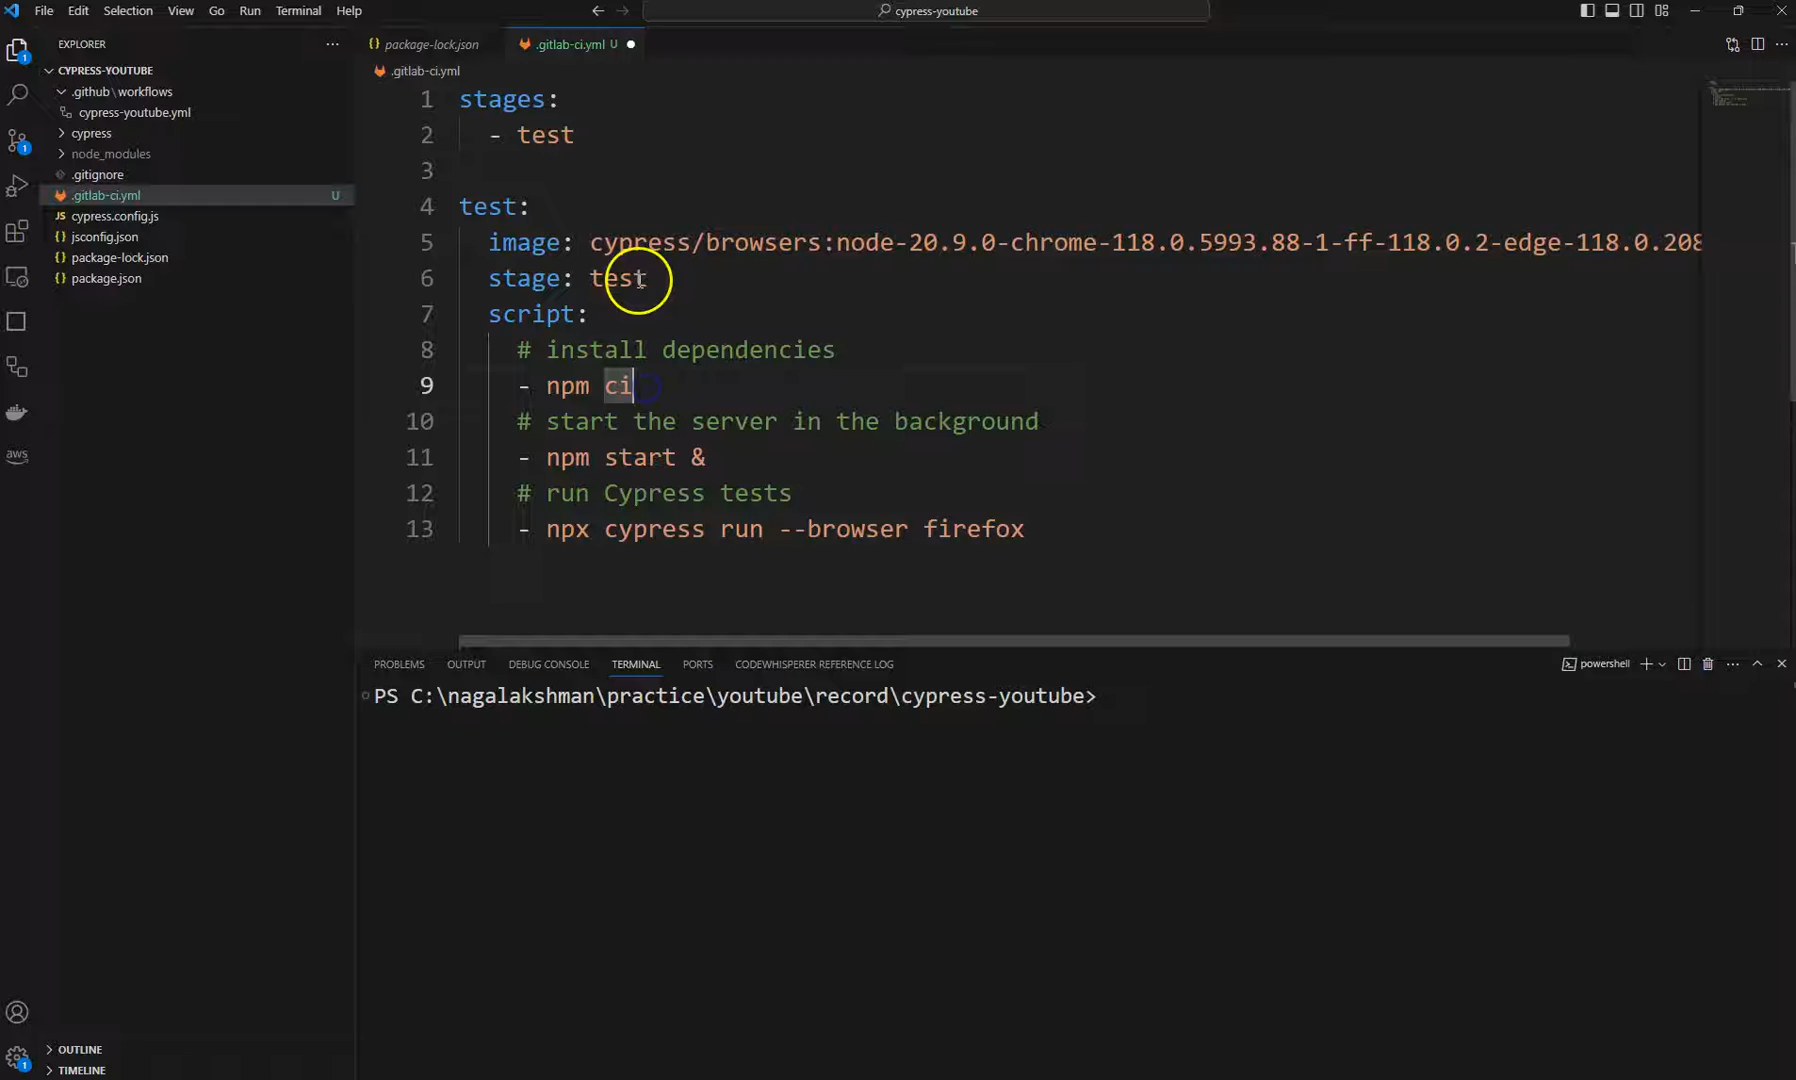 File Edit Selection View Go Run Terminal Help
cypress-youtube
EXPLORER
CYPRESS-YOUTUBE
.github\workflows
cypress-youtube.yml
cypress
node_modules
.gitignore
.gitlab-ci.yml U
cypress.config.js
jsconfig.json
package-lock.json
package.json
OUTLINE
TIMELINE
aws
1
1
1
package-lock.json
.gitlab-ci.yml U
.gitlab-ci.yml
1 stages:
2 - test
3
4 test:
5 image: cypress/browsers:node-20.9.0-chrome-118.0.5993.88-1-ff-118.0.2-edge-118.0.208
6 stage: test
7 script:
8 # install dependencies
9 - npm ci
10 # start the server in the background
11 - npm start &
12 # run Cypress tests
13 - npx cypress run --browser firefox
PROBLEMS OUTPUT DEBUG CONSOLE TERMINAL PORTS CODEWHISPERER REFERENCE LOG
powershell
PS C:\nagalakshman\practice\youtube\record\cypress-youtube>